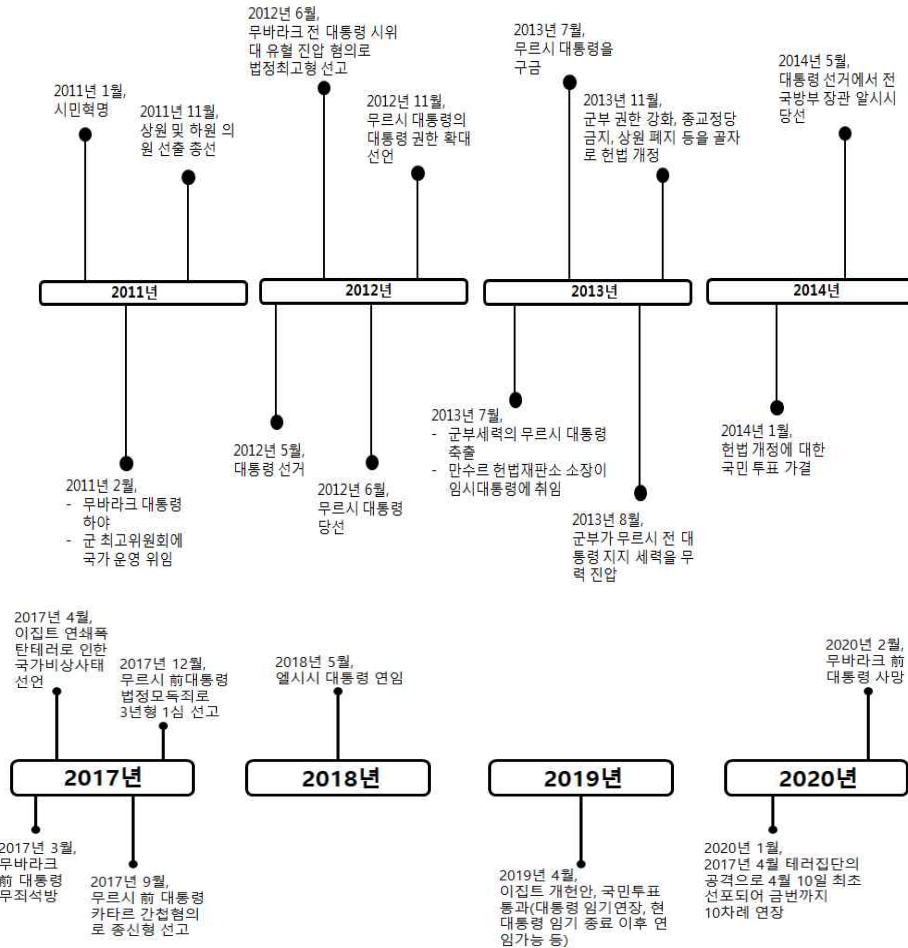 2011년 1월,
시민혁명
2011년 11월,
상원 및 하원 의
원 선출 총선
2012년 6월,
무바라크 전 대통령 시위
대 유혈 진압 혐의로
법정최고형 선고
2012년 11월,
무르시 대통령의
대통령 권한 확대
선언
2013년 7월,
무르시 대통령을
구금
2013년 11월,
군부 권한 강화, 종교정당
금지, 상원 폐지 등을 골자
로 헌법 개정
2014년 5월,
대통령 선거에서 전
국방부 장관 알시시
당선
2011년
2012년
2013년
2014년
2011년 2월,
- 무바라크 대통령
하야
- 군 최고위원회에
국가 운영 위임
2012년 5월,
대통령 선거
2012년 6월,
무르시 대통령
당선
2013년 7월,
- 군부세력의 무르시 대통령
축출
- 만수르 헌법재판소 소장이
임시대통령에 취임
2013년 8월,
군부가 무르시 전 대
통령 지지 세력을 무
력 진압
2014년 1월,
헌법 개정에 대한
국민 투표 가결
2017년 4월,
이집트 연쇄폭
탄테러로 인한
국가비상사태
선언
2017년 12월,
무르시 前대통령
법정모독죄로
3년형 1심 선고
2018년 5월,
엘시시 대통령 연임
2020년 2월,
무바라크 前
대통령 사망
2017년
2018년
2019년
2020년
2017년 3월,
무바라크
前 대통령
무죄석방
2017년 9월,
무르시 前 대통령
카타르 간첩혐의
로 종신형 선고
2019년 4월,
이집트 개헌안, 국민투표
통과(대통령 임기연장, 현
대통령 임기 종료 이후 연
임가능 등)
2020년 1월,
2017년 4월 테러집단의
공격으로 4월 10일 최초
선포되어 금번까지
10차례 연장